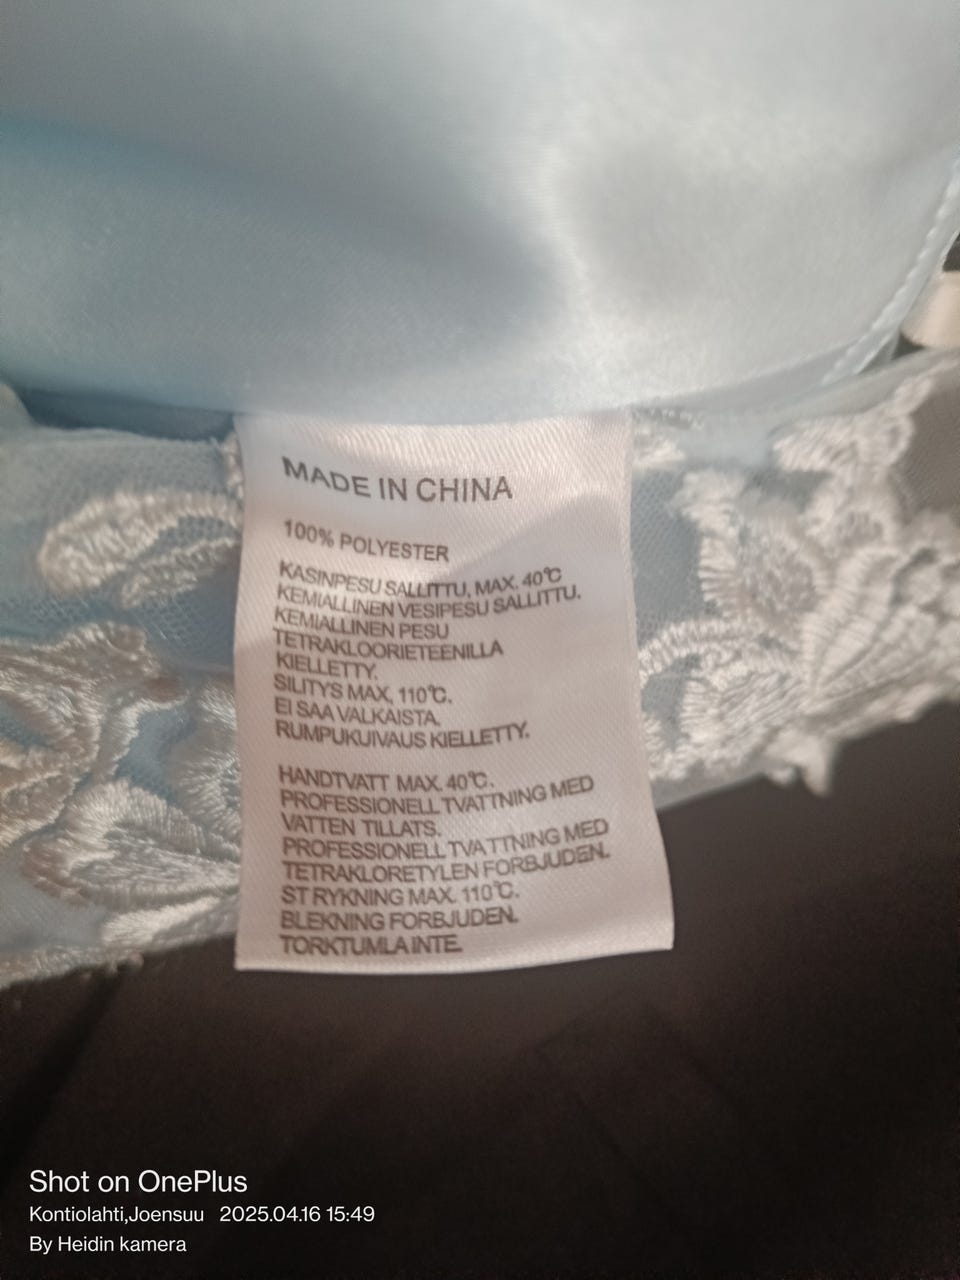 MADE IN CHINA
100% POLYESTER
KASINPESU SALLITTU, MAX. 40℃
KEMIALLINEN VESIPESU SALLITTU.
KEMIALLINEN PESU
TETRAKLOORIETEENILLA
KIELLETTY.
SILITYS MAX, 110℃.
EI SAA VALKAISTA.
RUMPUKUIVAUS KIELLETTY.
HANDTVATT MAX. 40℃.
PROFESSIONELL TVATTNING MED
VATTEN TILLATS.
PROFESSIONELL TVATTNING MED
TETRAKLORETYLEN FORBJUDEN.
STRYKNING MAX. 110℃.
BLEKNING FORBJUDEN.
TORKTUMLA INTE.
Shot on OnePlus
Kontiolahti,Joensuu 2025.04.16 15:49
By Heidin kamera